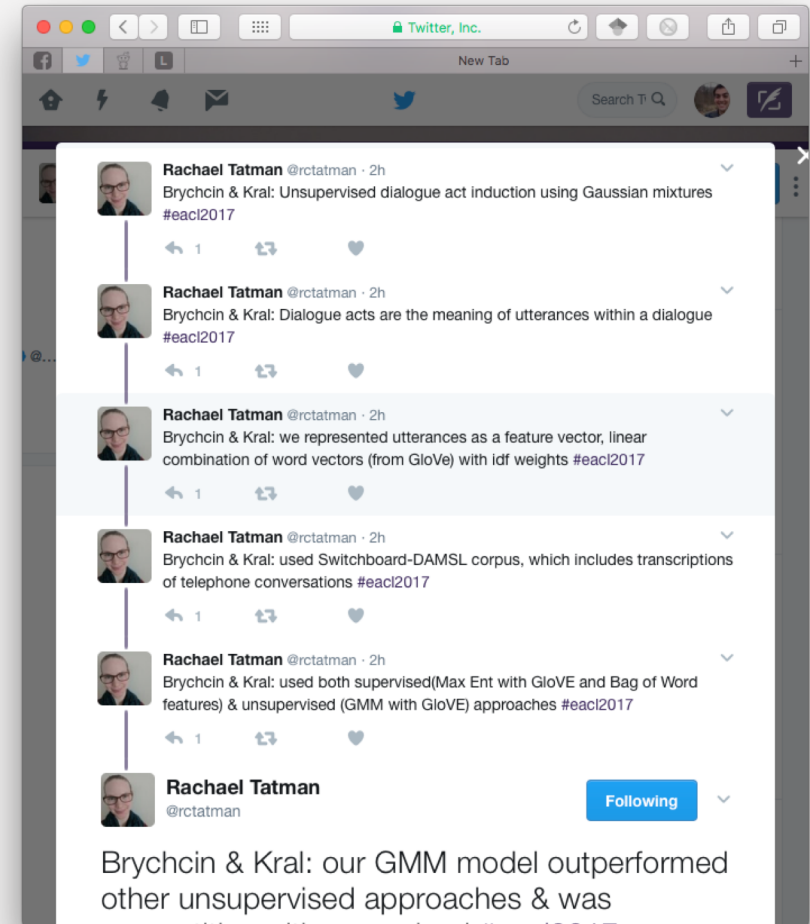 Twitter, Inc.
L
New Tab
Search T
Rachael Tatman @rctatman · 2h
Brychcin & Kral: Unsupervised dialogue act induction using Gaussian mixtures
#eacl2017
1
Rachael Tatman @rctatman · 2h
Brychcin & Kral: Dialogue acts are the meaning of utterances within a dialogue
#eacl2017
1
@...
Rachael Tatman @rctatman · 2h
Brychcin & Kral: we represented utterances as a feature vector, linear
combination of word vectors (from GloVe) with idf weights #eacl2017
1
Rachael Tatman @rctatman · 2h
Brychcin & Kral: used Switchboard-DAMSL corpus, which includes transcriptions
of telephone conversations #eacl2017
1
Rachael Tatman @rctatman · 2h
Brychcin & Kral: used both supervised(Max Ent with GloVE and Bag of Word
features) & unsupervised (GMM with GloVE) approaches #eacl2017
1
Rachael Tatman
@rctatman
Following
Brychcin & Kral: our GMM model outperformed
other unsupervised approaches & was